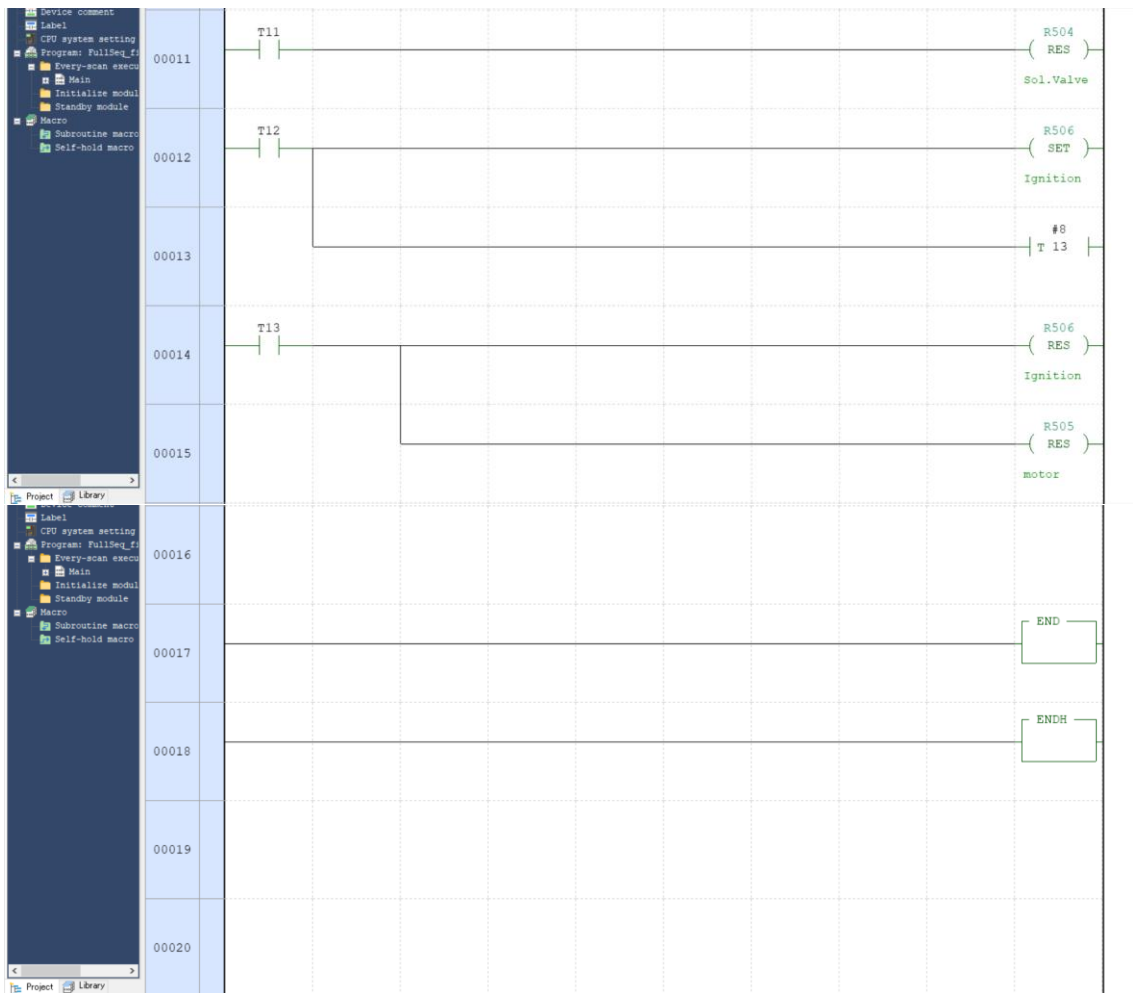 Device comment
Label
CPU system setting
Program: FullSeq_fi
Every-scan execu
Main
Initialize modul
Standby module
Macro
Subroutine macro
Self-hold macro
Project Library
00011
T11
R504
RES
Sol.Valve
00012
T12
R506
SET
Ignition
00013
#8
T 13
00014
T13
R506
RES
Ignition
00015
R505
RES
motor
Label
CPU system setting
Program: FullSeq_fi
Every-scan execu
Main
Initialize modul
Standby module
Macro
Subroutine macro
Self-hold macro
Project Library
00016
00017
END
00018
ENDH
00019
00020